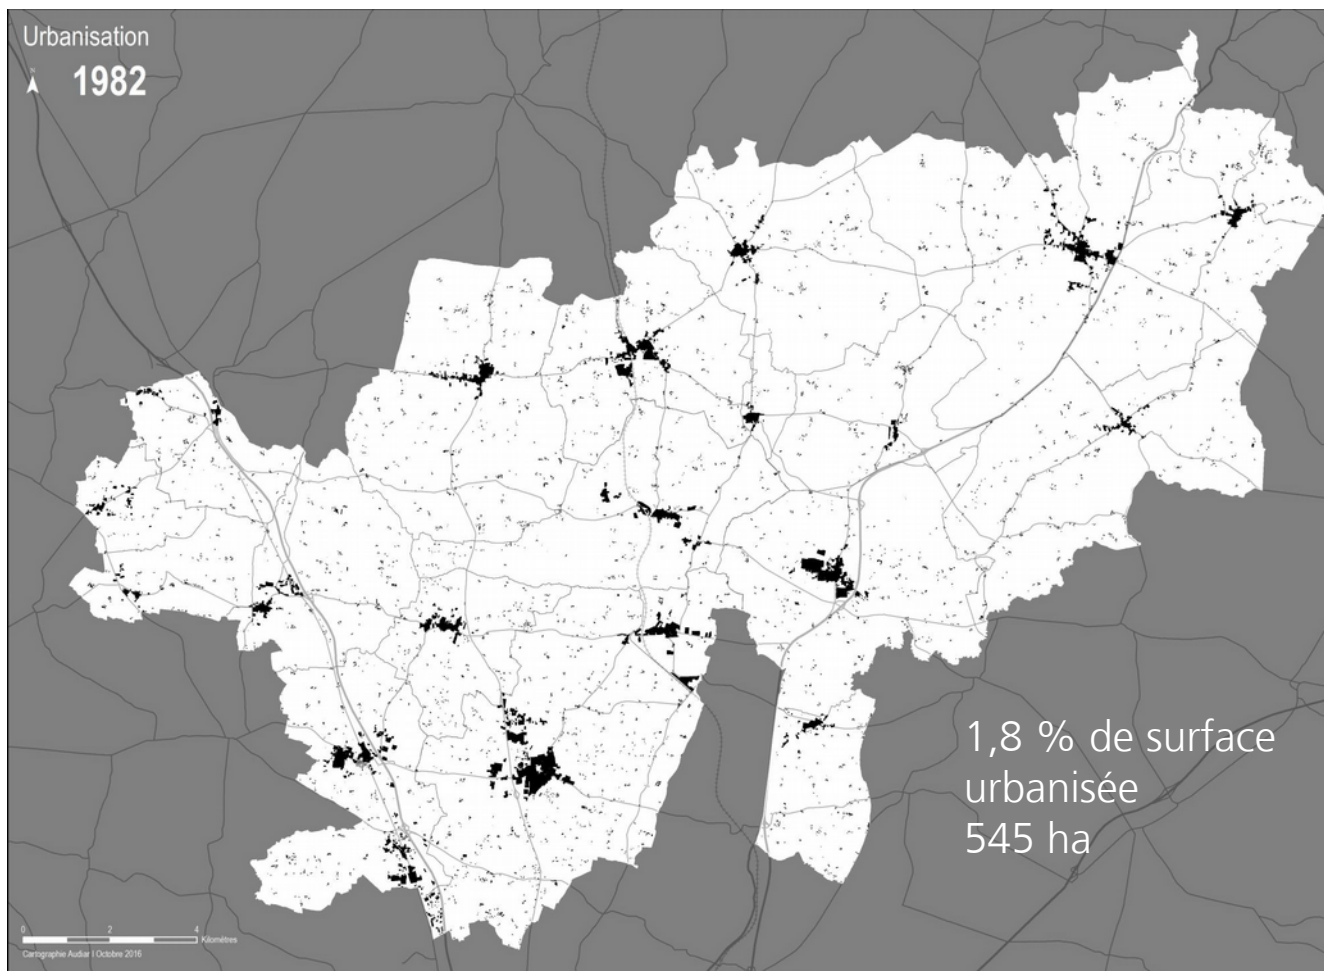 Urbanisation
N
1982
1,8 % de surface
urbanisée
545 ha
0 2 4 Kilomètres
Cartographie Audiar I Octobre 2016